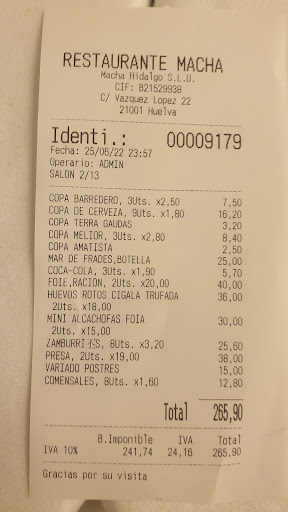 RESTAURANTE MACHA
Macha Hidalgo S.L.U.
CIF: B21529938
C/ Vazquez Lopez 22
21001 Huelva
Identi.: 00009179
Fecha: 25/06/22 23:57
Operario: ADMIN
SALON 2/13
COPA BARREDERO, 3Uts. x2,50 7,50
COPA DE CERVEZA, 9Uts. x1,80 16,20
COPA TERRA GAUDAS 3,20
COPA MELIOR, 3Uts. x2,80 8,40
COPA AMATISTA 2,50
MAR DE FRADES,BOTELLA 25,00
COCA-COLA, 3Uts. x1,90 5,70
FOIE,RACION, 2Uts. x20,00 40,00
HUEVOS ROTOS CIGALA TRUFADA 36,00
2Uts. x18,00
MINI ALCACHOFAS FOIA 30,00
2Uts. x15,00
ZAMBURIÑAS, 8Uts. x3,20 25,60
PRESA, 2Uts. x19,00 38,00
VARIADO POSTRES 15,00
COMENSALES, 8Uts. x1,60 12,80
Total 265,90
B.Imponible IVA Total
IVA 10% 241,74 24,16 265,90
Gracias por su visita